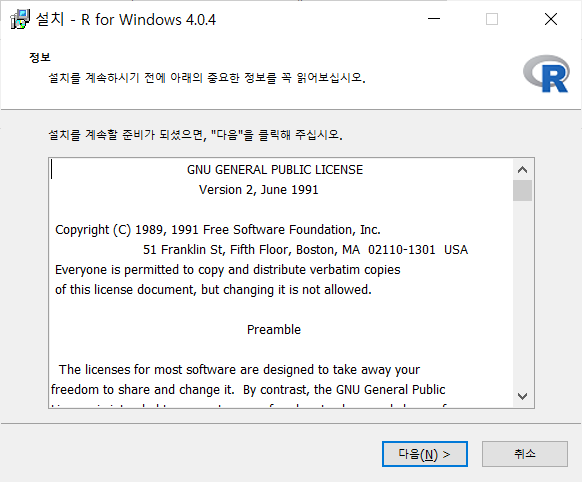 설치 - R for Windows 4.0.4
정보
설치를 계속하시기 전에 아래의 중요한 정보를 꼭 읽어보십시오.
R
설치를 계속할 준비가 되셨으면, "다음"을 클릭해 주십시오.
GNU GENERAL PUBLIC LICENSE
Version 2, June 1991
Copyright (C) 1989, 1991 Free Software Foundation, Inc.
51 Franklin St, Fifth Floor, Boston, MA  02110-1301  USA
Everyone is permitted to copy and distribute verbatim copies
of this license document, but changing it is not allowed.
Preamble
The licenses for most software are designed to take away your
freedom to share and change it.  By contrast, the GNU General Public
다음(N) >
취소